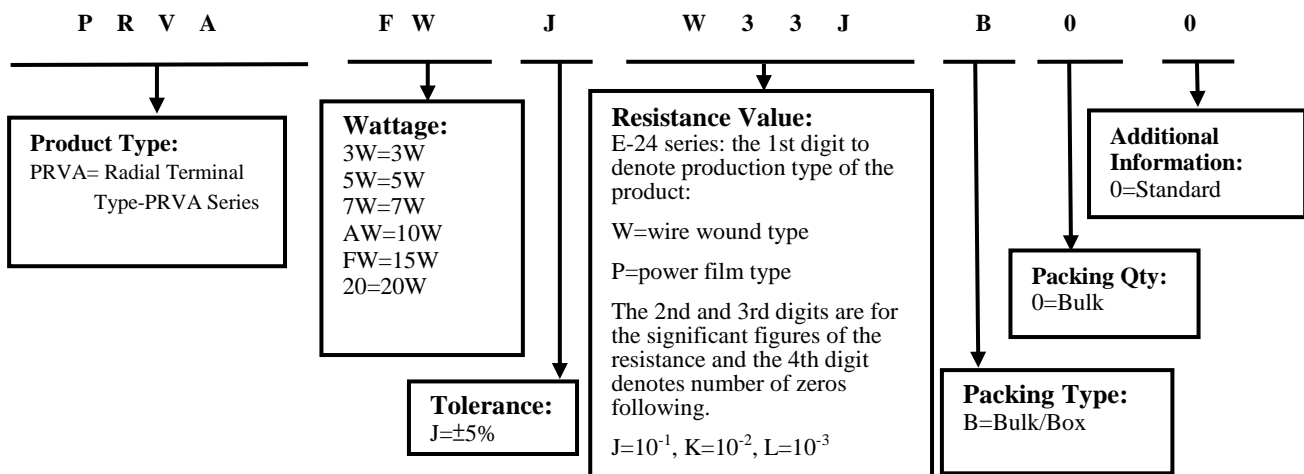 P R V A F W J W 3 3 J B 0 0
Product Type:
PRVA= Radial Terminal
Type-PRVA Series
Wattage:
3W=3W
5W=5W
7W=7W
AW=10W
FW=15W
20=20W
Tolerance:
J=±5%
Resistance Value:
E-24 series: the 1st digit to
denote production type of the
product:
W=wire wound type
P=power film type
The 2nd and 3rd digits are for
the significant figures of the
resistance and the 4th digit
denotes number of zeros
following.
J=10⁻¹, K=10⁻², L=10⁻³
Packing Type:
B=Bulk/Box
Packing Qty:
0=Bulk
Additional
Information:
0=Standard